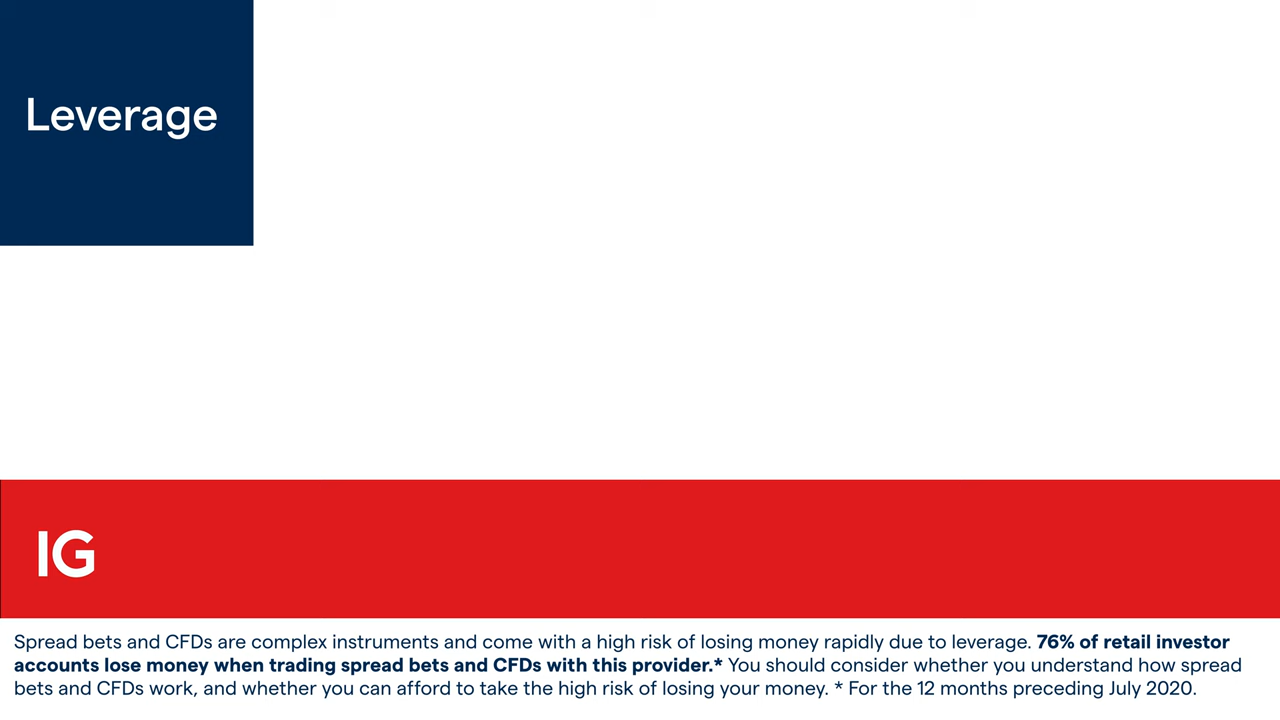 Leverage
IG
Spread bets and CFDs are complex instruments and come with a high risk of losing money rapidly due to leverage. 76% of retail investor
accounts lose money when trading spread bets and CFDs with this provider.* You should consider whether you understand how spread
bets and CFDs work, and whether you can afford to take the high risk of losing your money. * For the 12 months preceding July 2020.